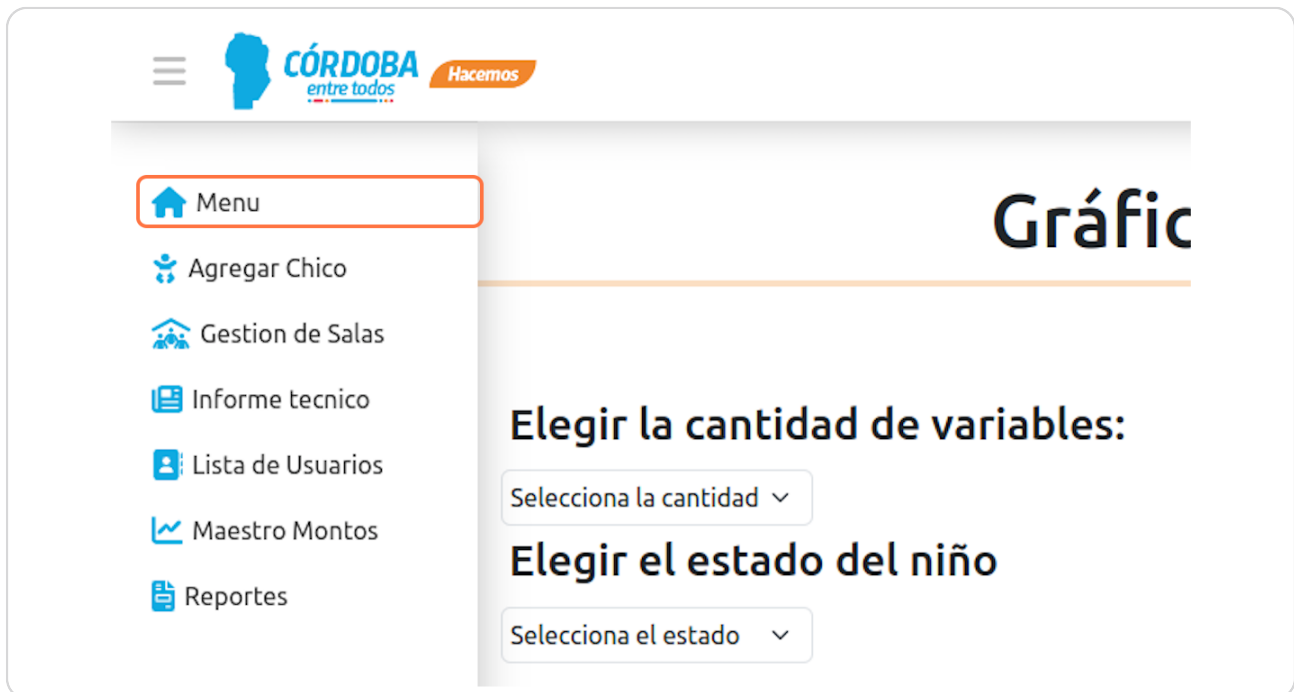 CÓRDOBA
entre todos
Hacemos
Menu
Agregar Chico
Gestion de Salas
Informe tecnico
Lista de Usuarios
Maestro Montos
Reportes
Gráfic
Elegir la cantidad de variables:
Selecciona la cantidad
Elegir el estado del niño
Selecciona el estado